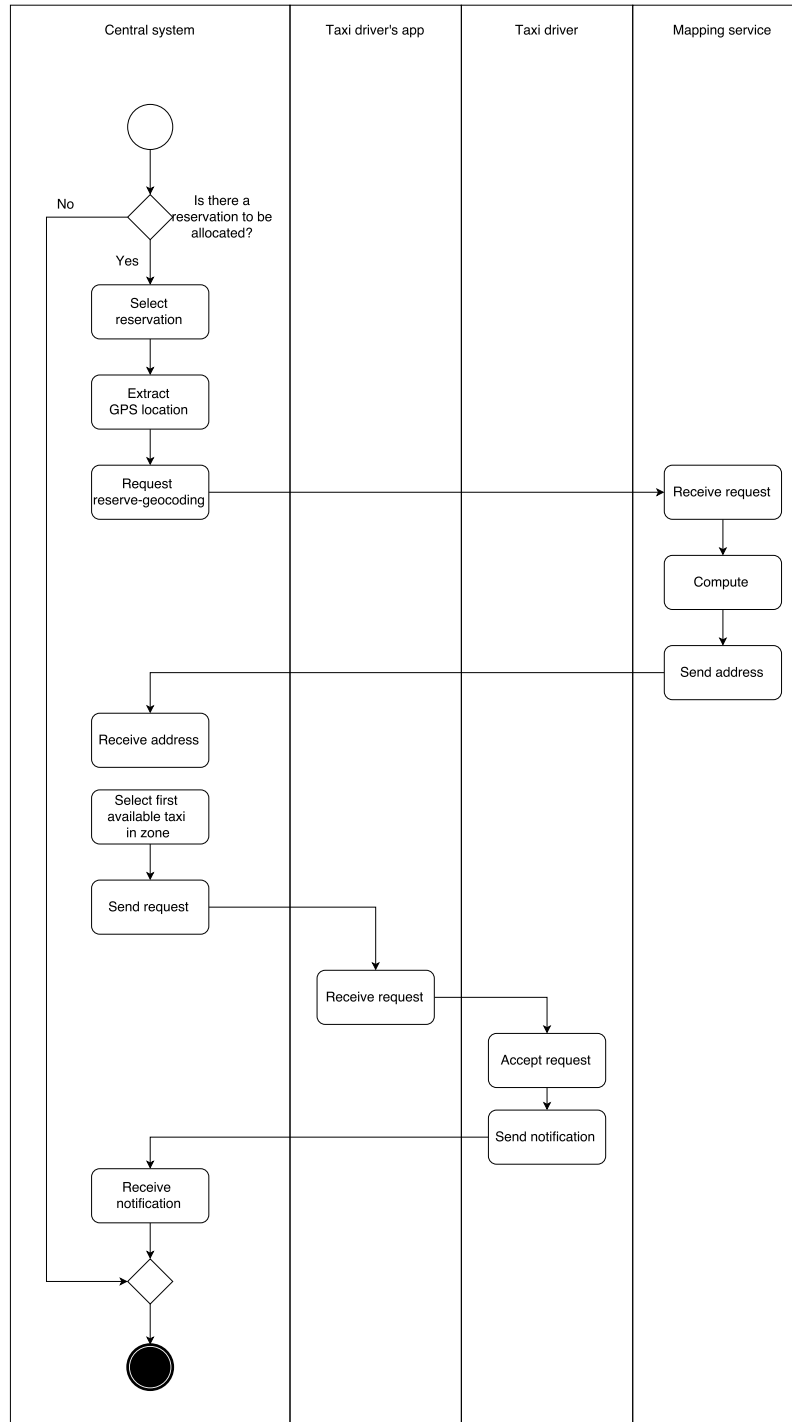 Central system
Taxi driver's app
Taxi driver
Mapping service
Is there a
reservation to be
allocated?
No
Yes
Select
reservation
Extract
GPS location
Request
reserve-geocoding
Receive request
Compute
Send address
Receive address
Select first
available taxi
in zone
Send request
Receive request
Accept request
Send notification
Receive
notification